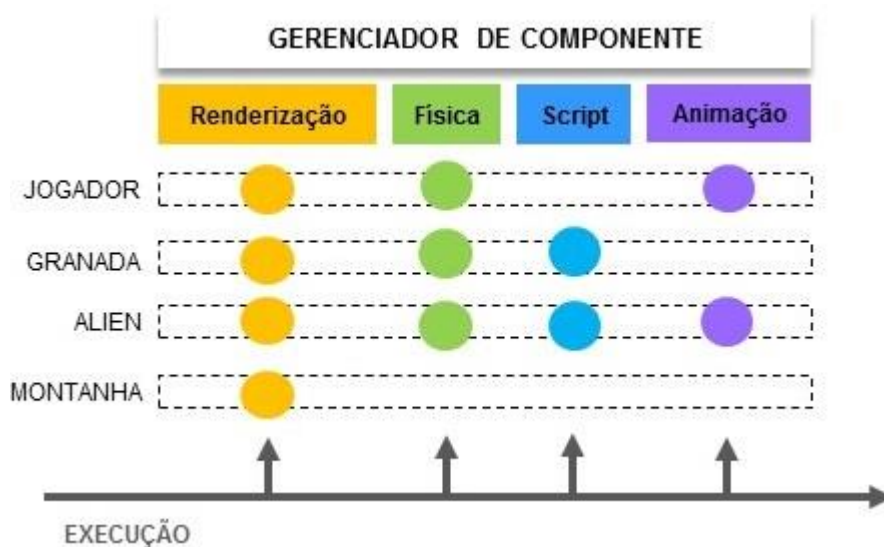 GERENCIADOR DE COMPONENTE
Renderização Física Script Animação
JOGADOR
GRANADA
ALIEN
MONTANHA
EXECUÇÃO